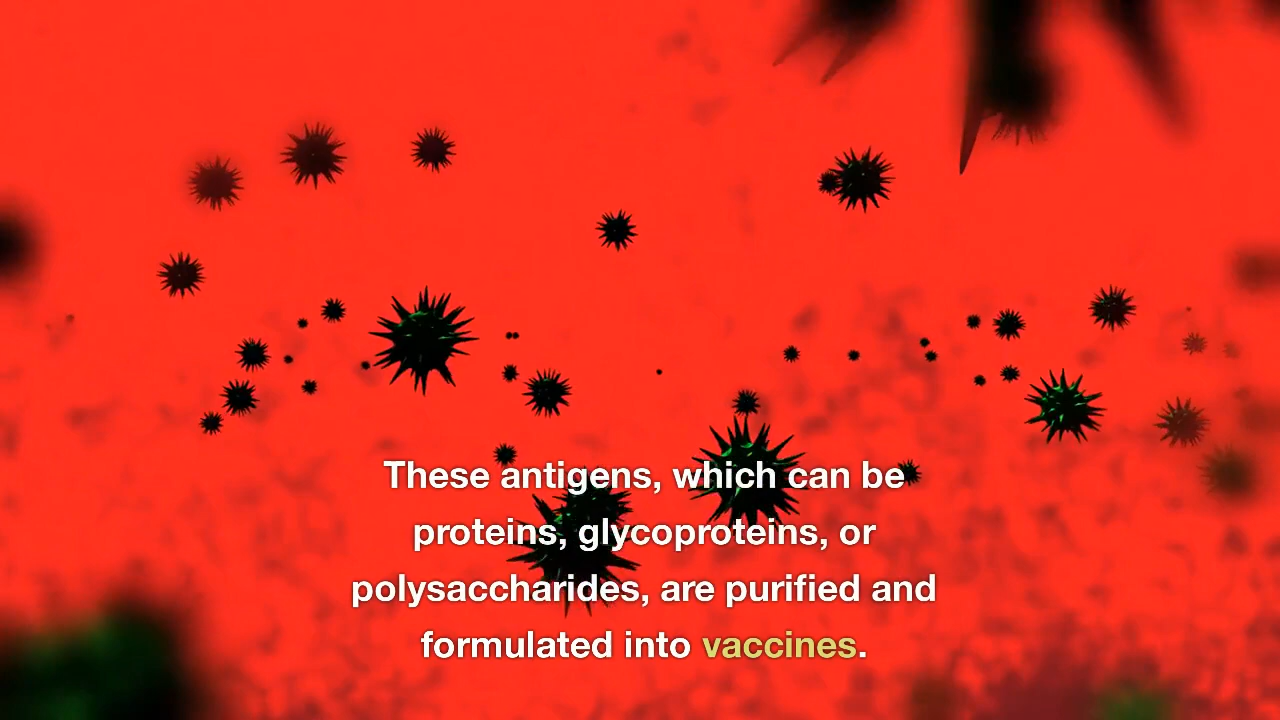 These antigens, which can be
proteins, glycoproteins, or
polysaccharides, are purified and
formulated into vaccines.